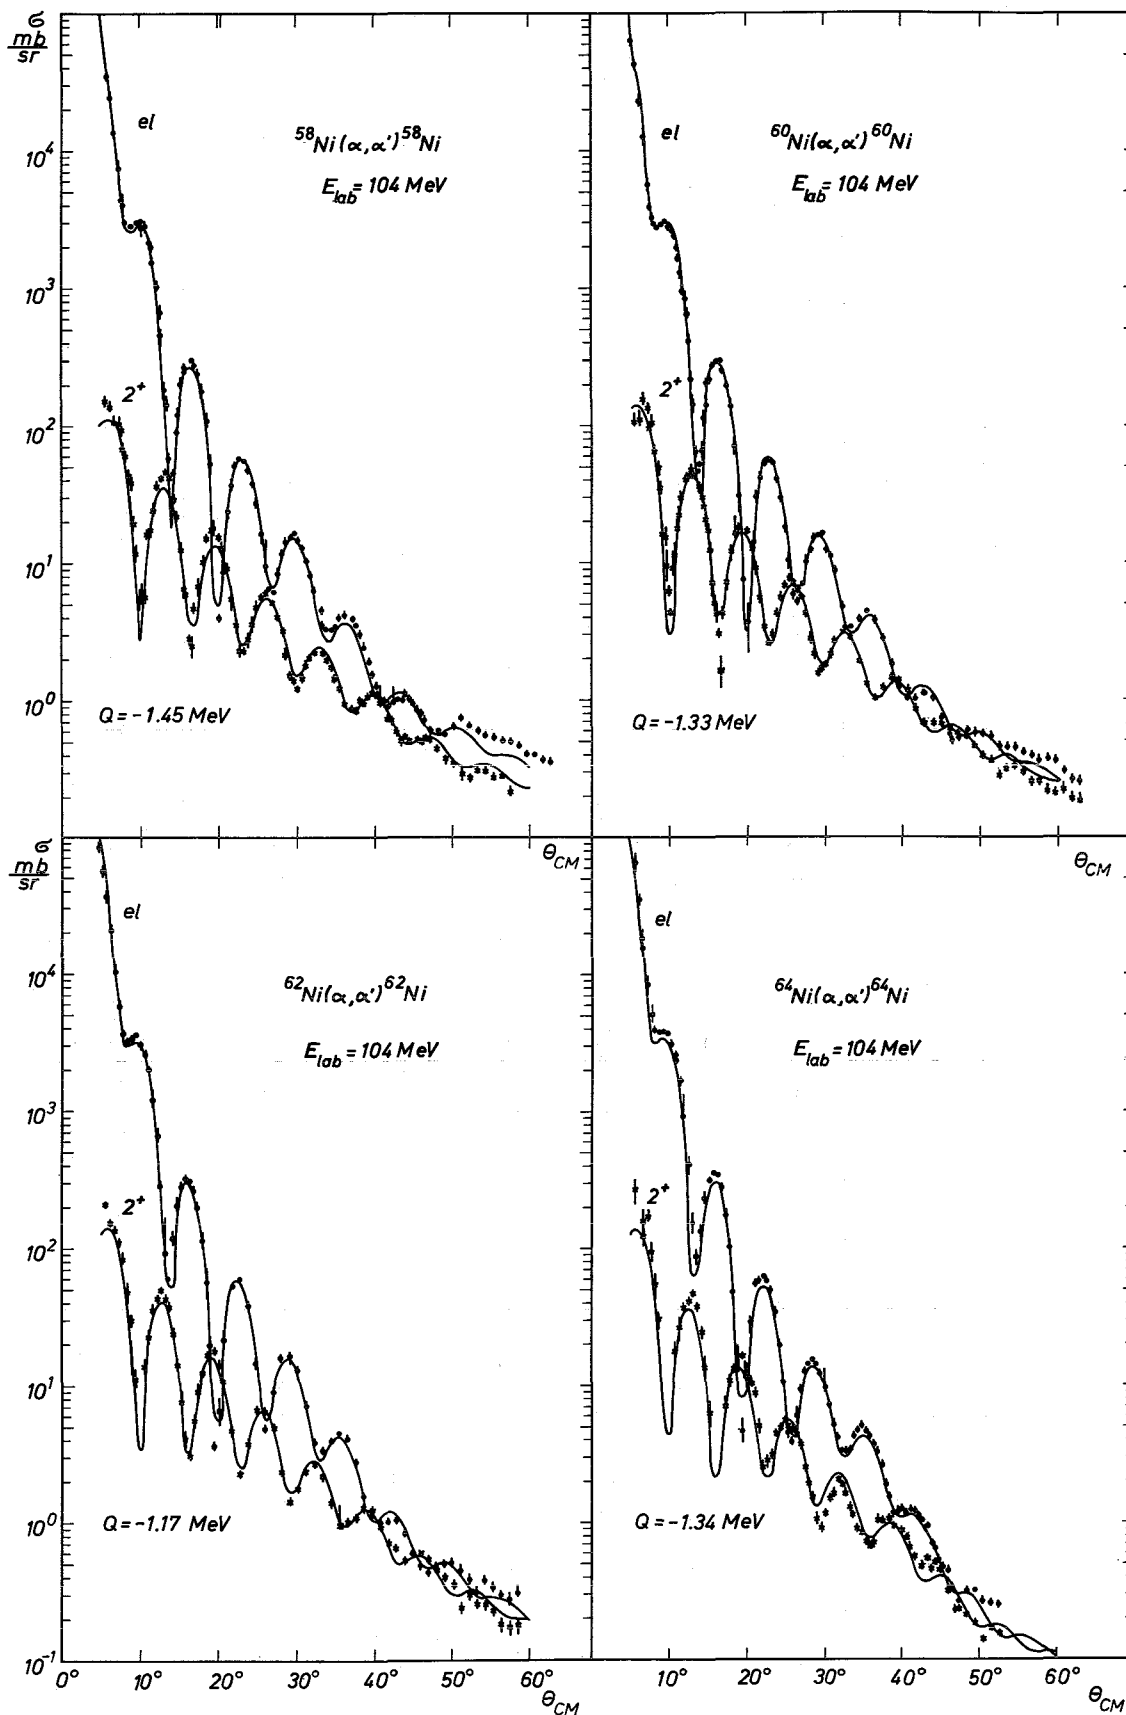 σ
mb
sr
el
⁵⁸Ni(α,α')⁵⁸Ni
E_lab = 104 MeV
10⁴
10³
2⁺
10²
10¹
10⁰
Q = -1.45 MeV
θ_CM
el
⁶⁰Ni(α,α')⁶⁰Ni
E_lab = 104 MeV
2⁺
Q = -1.33 MeV
θ_CM
σ
mb
sr
el
⁶²Ni(α,α')⁶²Ni
E_lab = 104 MeV
10⁴
10³
2⁺
10²
10¹
10⁰
Q = -1.17 MeV
10⁻¹
0° 10° 20° 30° 40° 50° 60°
θ_CM
el
⁶⁴Ni(α,α')⁶⁴Ni
E_lab = 104 MeV
2⁺
Q = -1.34 MeV
10° 20° 30° 40° 50° 60°
θ_CM